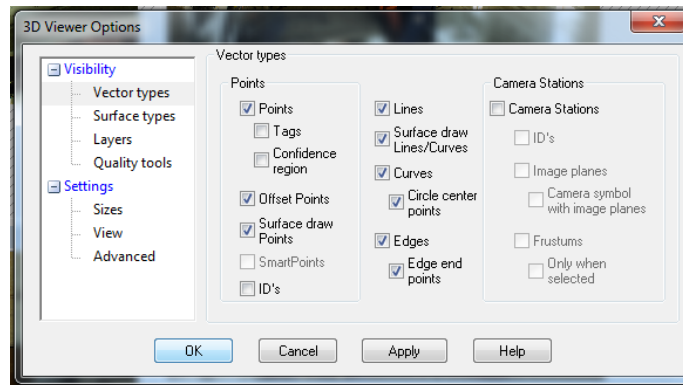 3D Viewer Options
x
Visibility
Vector types
Surface types
Layers
Quality tools
Settings
Sizes
View
Advanced
Vector types
Points
Points
Tags
Confidence
region
Offset Points
Surface draw
Points
SmartPoints
ID's
Lines
Surface draw
Lines/Curves
Curves
Circle center
points
Edges
Edge end
points
Camera Stations
Camera Stations
ID's
Image planes
Camera symbol
with image planes
Frustums
Only when
selected
OK
Cancel
Apply
Help